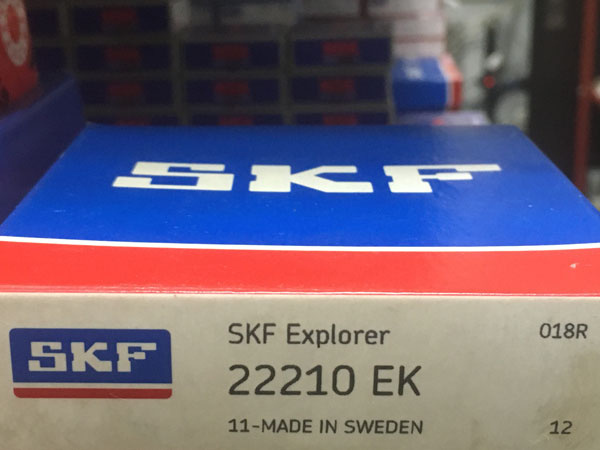 SKF
SKF
SKF Explorer 018R
22210 EK
11-MADE IN SWEDEN 12